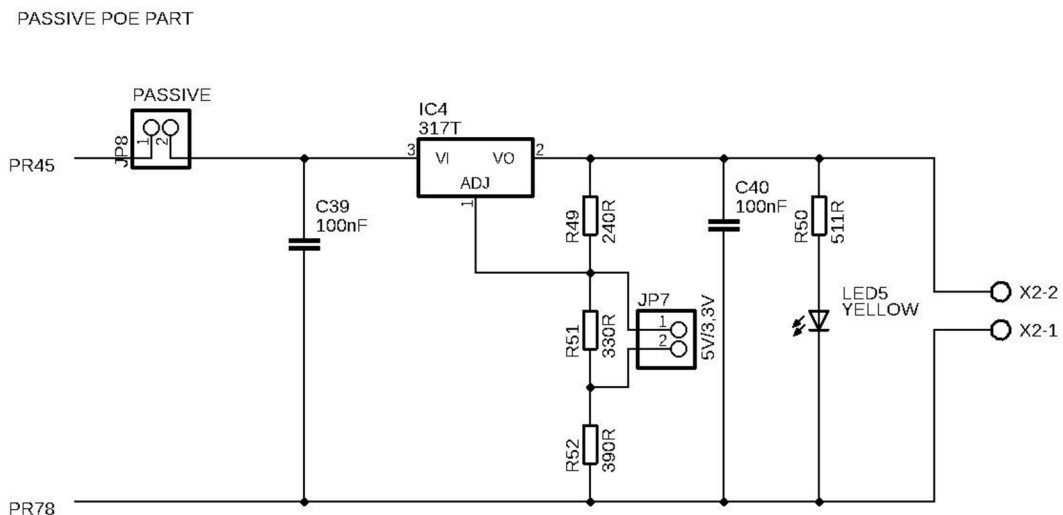 PASSIVE POE PART
PASSIVE
JP8
1
2
PR45
IC4
317T
3
VI
VO
2
ADJ
1
C39
100nF
R49
240R
C40
100nF
R50
511R
JP7
1
2
5V/3,3V
R51
330R
LED5
YELLOW
X2-2
X2-1
R52
390R
PR78